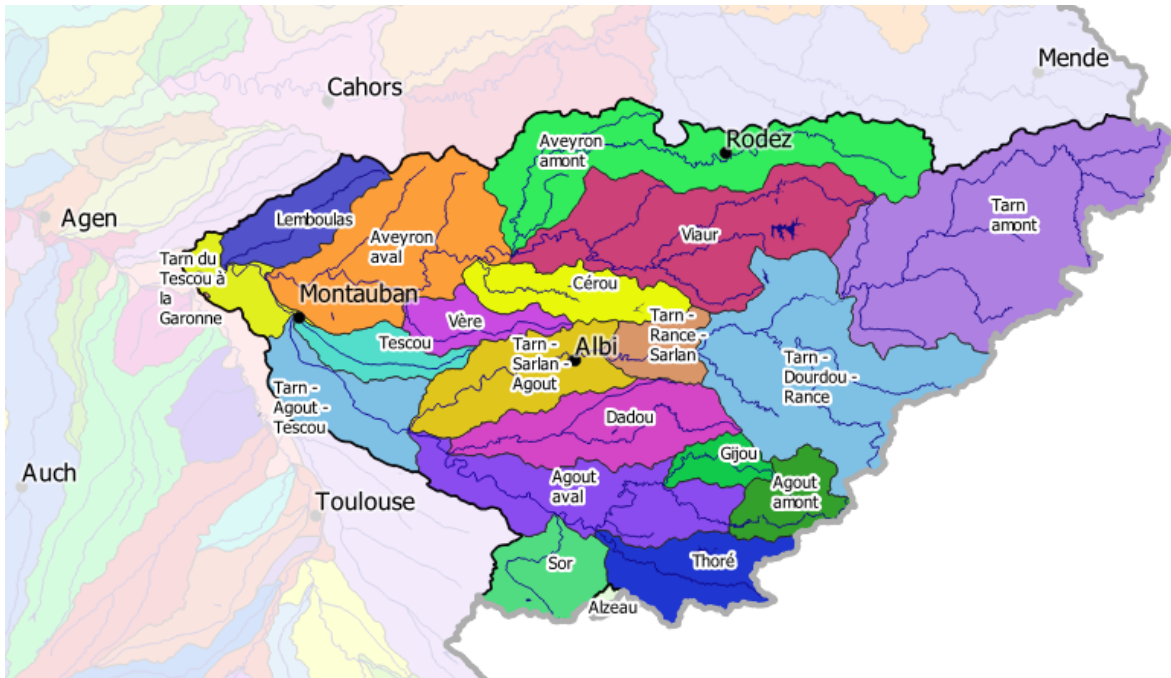 Mende
Cahors
Rodez
Aveyron
amont
Tarn
amont
Agen
Lemboulas
Aveyron
aval
Viaur
Tarn du
Tescou à
la
Garonne
Montauban
Cérou
Vère
Tescou
Tarn -
Rance -
Sarlan
Tarn -
Sarlan -
Agout
Albi
Tarn -
Dourdou -
Rance
Tarn -
Agout -
Tescou
Dadou
Gijou
Auch
Agout
aval
Agout
amont
Toulouse
Sor
Thoré
Alzeau